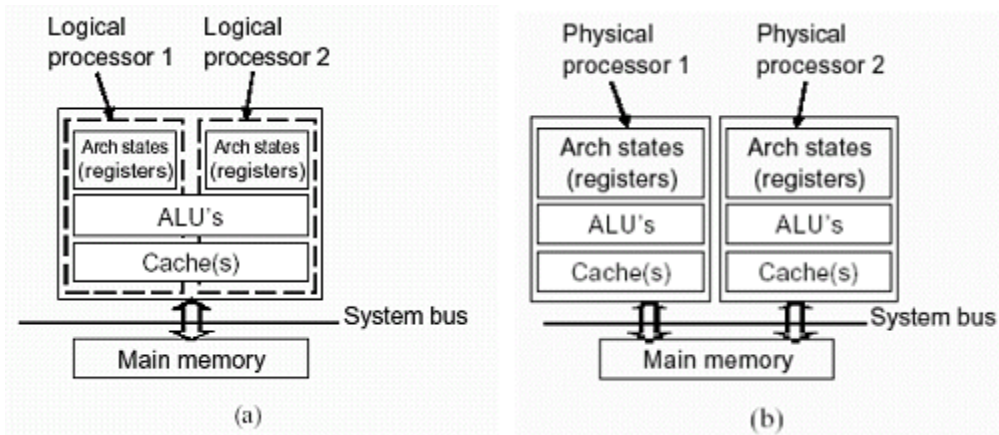 Logical
processor 1
Logical
processor 2
Arch states
(registers)
Arch states
(registers)
ALU's
Cache(s)
System bus
Main memory
(a)
Physical
processor 1
Physical
processor 2
Arch states
(registers)
Arch states
(registers)
ALU's
ALU's
Cache(s)
Cache(s)
System bus
Main memory
(b)